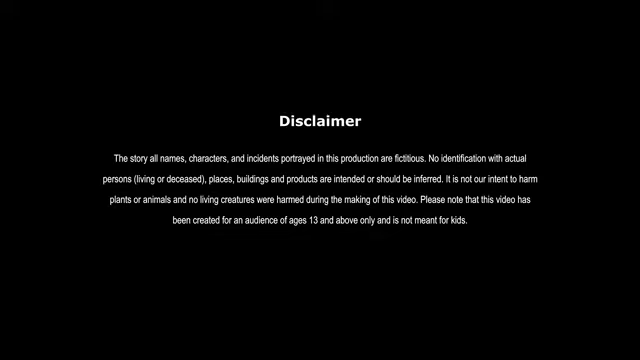 Disclaimer
The story all names, characters, and incidents portrayed in this production are fictitious. No identification with actual
persons (living or deceased), places, buildings and products are intended or should be inferred. It is not our intent to harm
plants or animals and no living creatures were harmed during the making of this video. Please note that this video has
been created for an audience of ages 13 and above only and is not meant for kids.